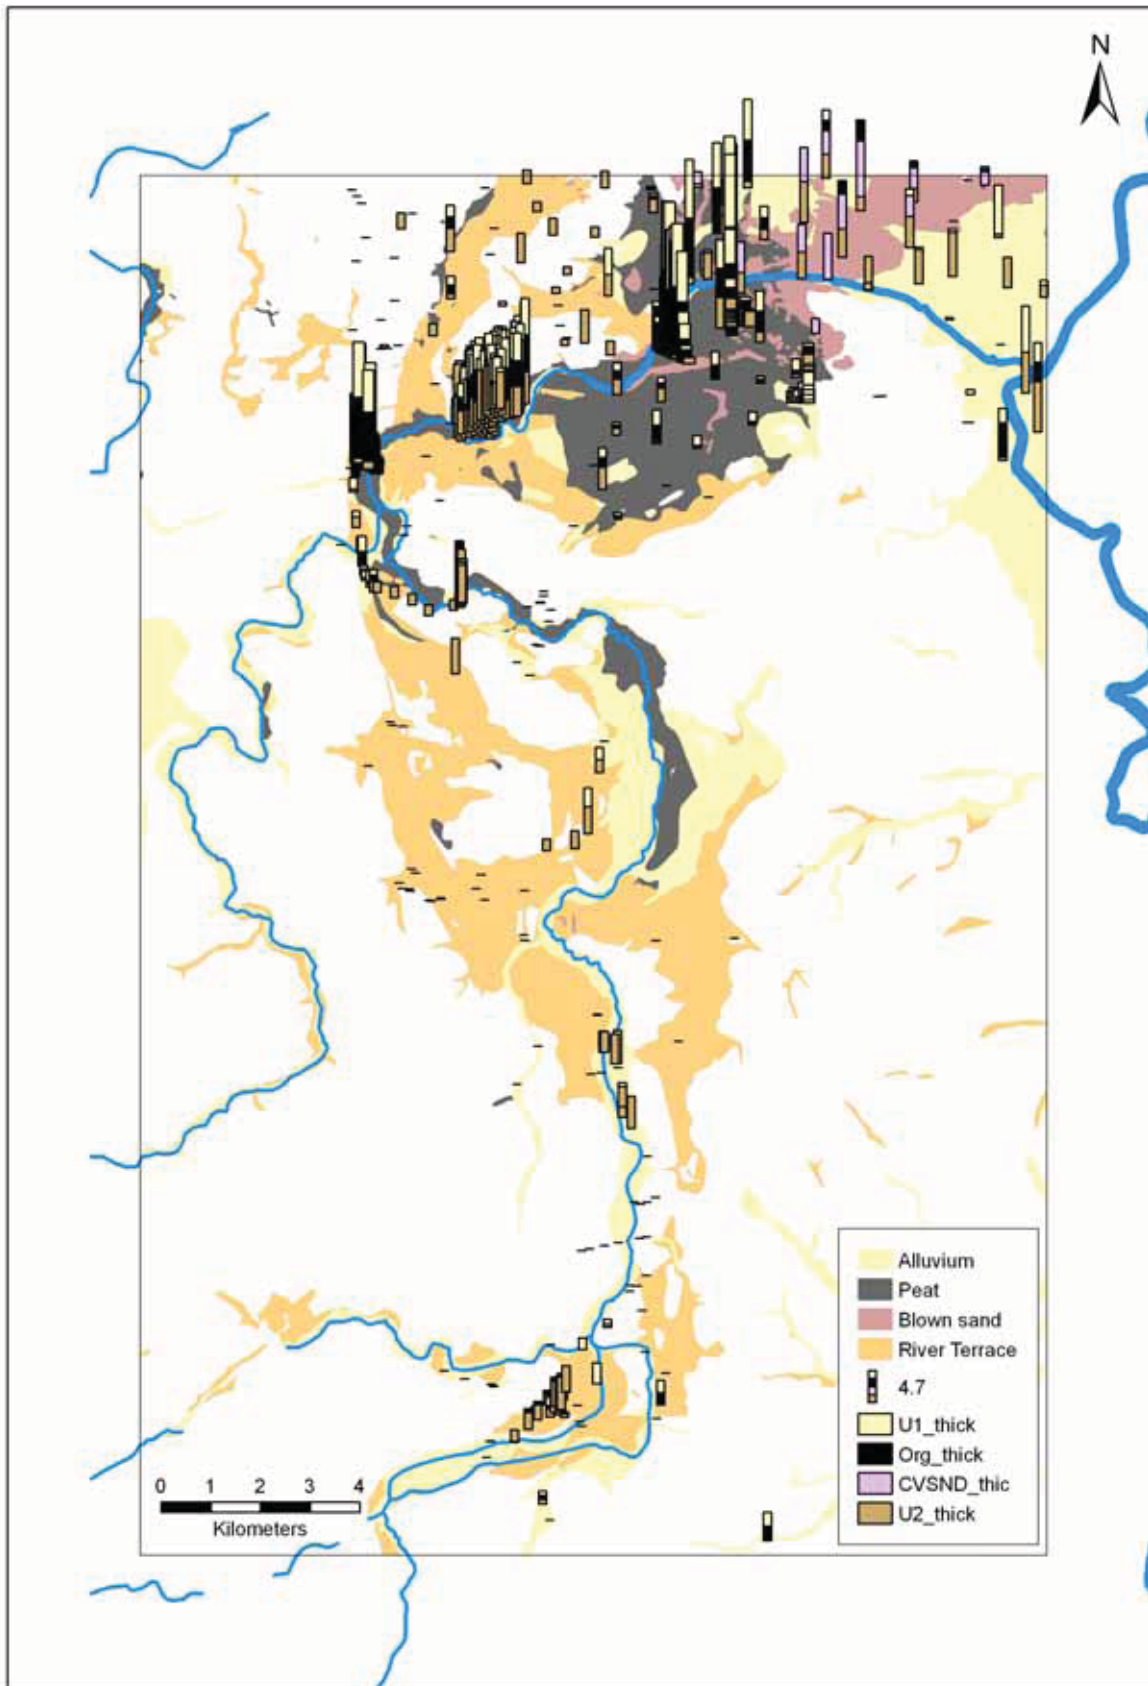 N
Alluvium
Peat
Blown sand
River Terrace
4.7
U1_thick
Org_thick
CVSND_thic
U2_thick
0 1 2 3 4
Kilometers